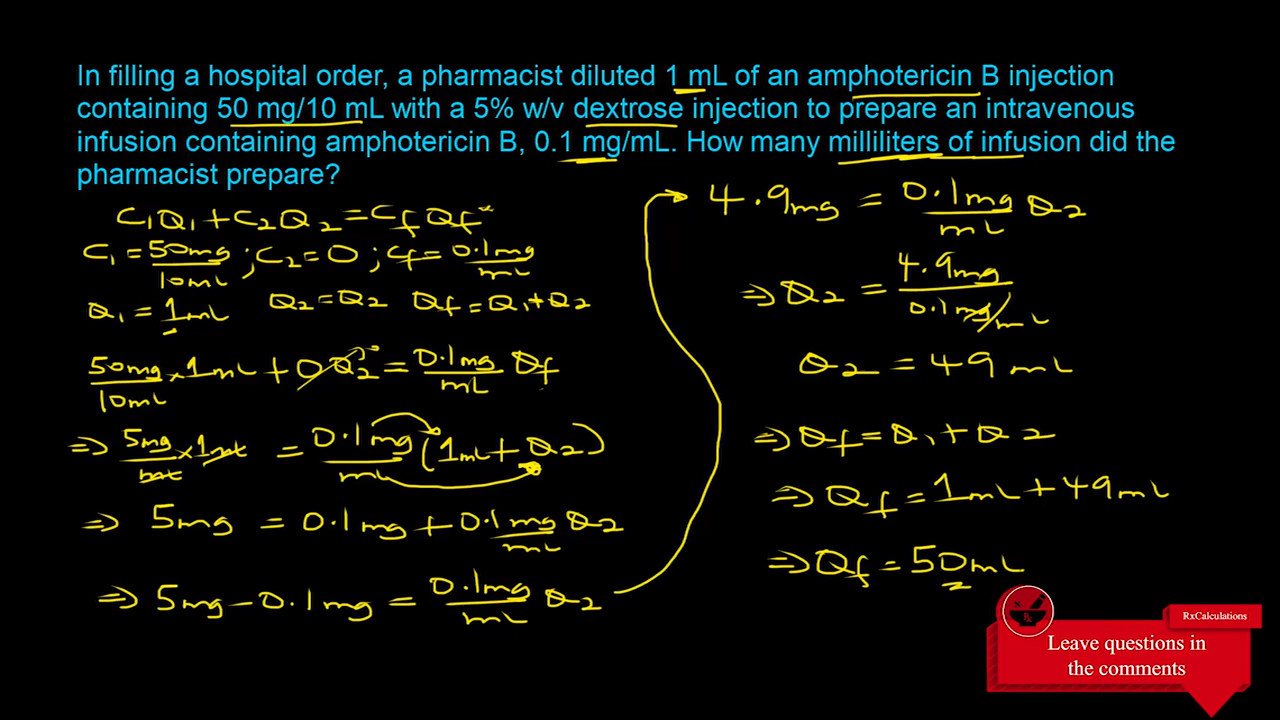 In filling a hospital order, a pharmacist diluted 1 mL of an amphotericin B injection
containing 50 mg/10 mL with a 5% w/v dextrose injection to prepare an intravenous
infusion containing amphotericin B, 0.1 mg/mL. How many milliliters of infusion did the
pharmacist prepare?
C₁Q₁ + C₂Q₂ = CfQf
C₁ = 50mg/10mL ; C₂ = 0 ; Cf = 0.1mg/mL
Q₁ = 1mL Q₂ = Q₂ Qf = Q₁ + Q₂
50mg/10mL × 1mL + 0Q₂ = 0.1mg/mL Qf
⇒ 5mg/mL × 1mL = 0.1mg/mL (1mL + Q₂)
⇒ 5mg = 0.1mg + 0.1mg/mL Q₂
⇒ 5mg - 0.1mg = 0.1mg/mL Q₂
4.9mg = 0.1mg/mL Q₂
⇒ Q₂ = 4.9mg / 0.1mg/mL
Q₂ = 49mL
⇒ Qf = Q₁ + Q₂
⇒ Qf = 1mL + 49mL
⇒ Qf = 50mL
RxCalculations
Leave questions in
the comments